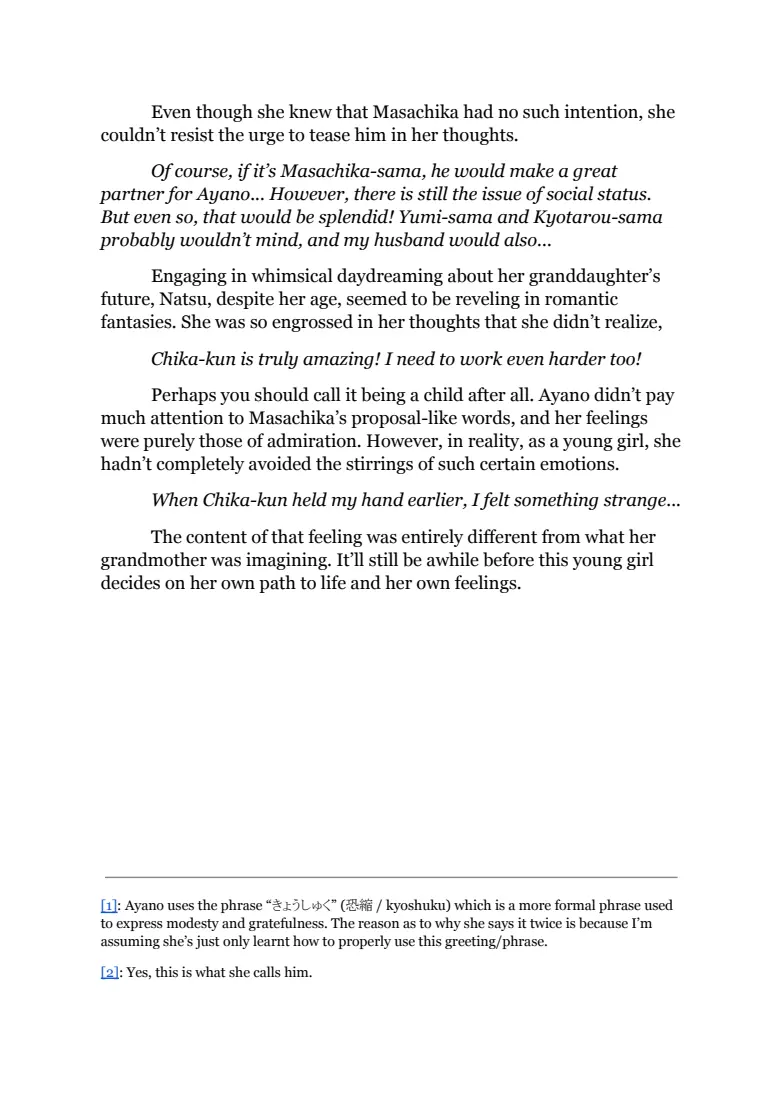 Even though she knew that Masachika had no such intention, she
couldn’t resist the urge to tease him in her thoughts.
Of course, if it’s Masachika-sama, he would make a great
partner for Ayano... However, there is still the issue of social status.
But even so, that would be splendid! Yumi-sama and Kyotarou-sama
probably wouldn’t mind, and my husband would also...
Engaging in whimsical daydreaming about her granddaughter’s
future, Natsu, despite her age, seemed to be reveling in romantic
fantasies. She was so engrossed in her thoughts that she didn’t realize,
Chika-kun is truly amazing! I need to work even harder too!
Perhaps you should call it being a child after all. Ayano didn’t pay
much attention to Masachika’s proposal-like words, and her feelings
were purely those of admiration. However, in reality, as a young girl, she
hadn’t completely avoided the stirrings of such certain emotions.
When Chika-kun held my hand earlier, I felt something strange...
The content of that feeling was entirely different from what her
grandmother was imagining. It’ll still be awhile before this young girl
decides on her own path to life and her own feelings.
[1]: Ayano uses the phrase “きょうしゅく” (恐縮 / kyoshuku) which is a more formal phrase used
to express modesty and gratefulness. The reason as to why she says it twice is because I’m
assuming she’s just only learnt how to properly use this greeting/phrase.
[2]: Yes, this is what she calls him.